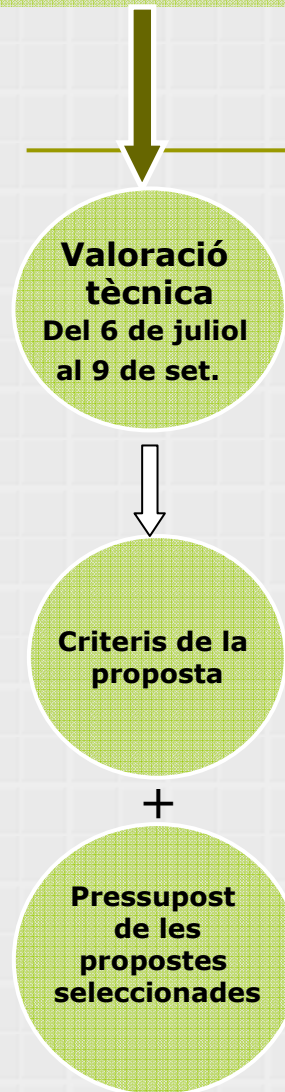 Valoració
tècnica
Del 6 de juliol
al 9 de set.
Criteris de la
proposta
+
Pressupost
de les
propostes
seleccionades